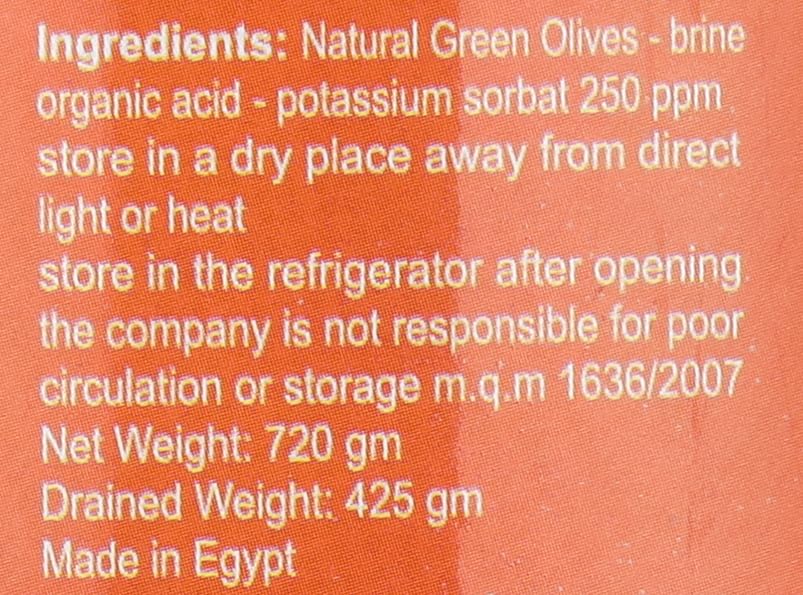 Ingredients: Natural Green Olives - brine
organic acid - potassium sorbat 250 ppm
store in a dry place away from direct
light or heat
store in the refrigerator after opening.
the company is not responsible for poor
circulation or storage m.q.m 1636/2007
Net Weight: 720 gm
Drained Weight: 425 gm
Made in Egypt